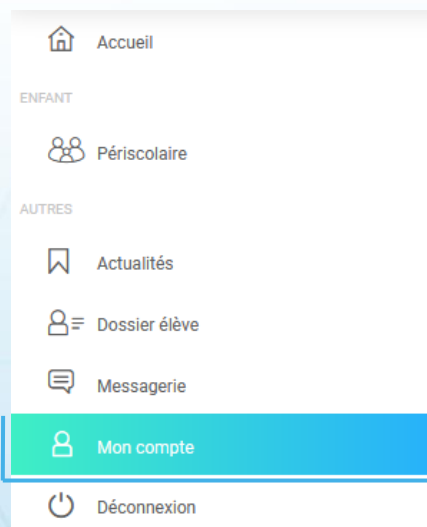 Accueil
ENFANT
Périscolaire
AUTRES
Actualités
Dossier élève
Messagerie
Mon compte
Déconnexion